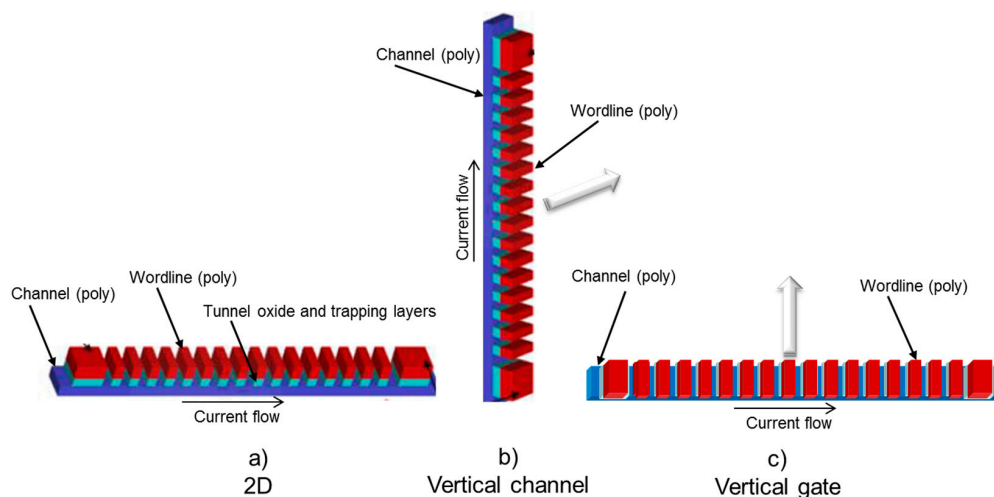 Channel (poly)
Wordline (poly)
Current flow
Channel (poly)
Wordline (poly)
Tunnel oxide and trapping layers
Current flow
Channel (poly)
Wordline (poly)
Current flow
a)
2D
b)
Vertical channel
c)
Vertical gate